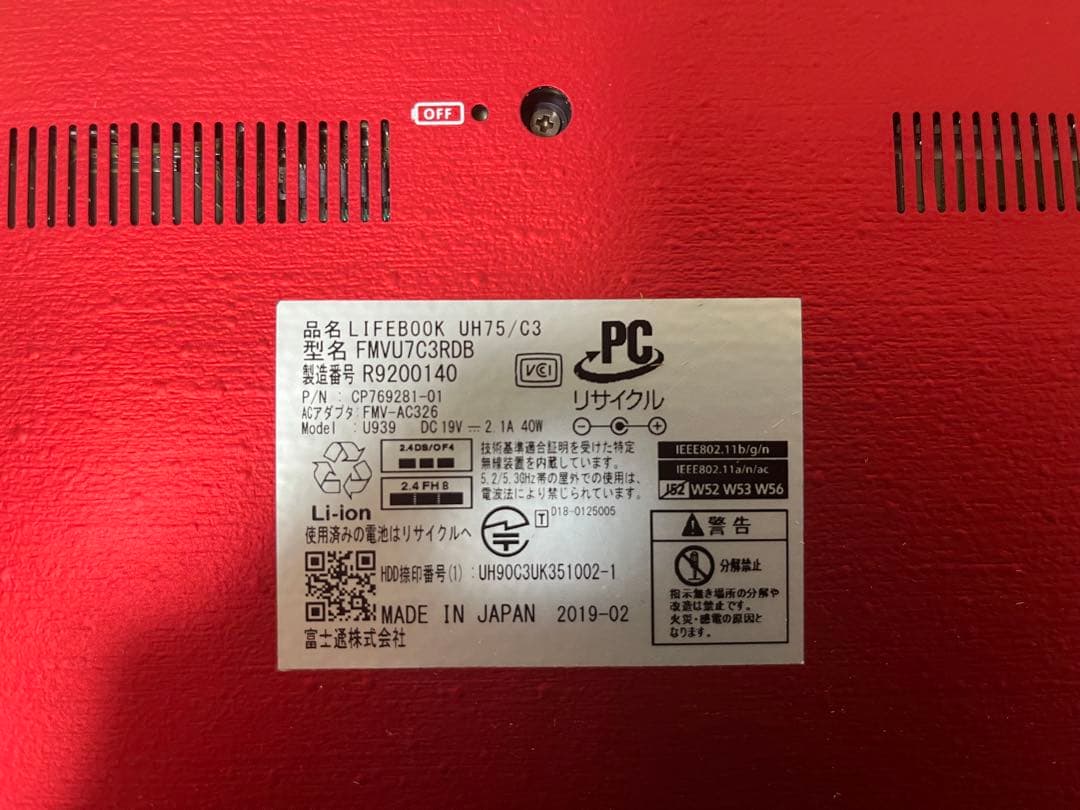 OFF
品名 LIFEBOOK UH75/C3
型名 FMVU7C3RDB
製造番号 R9200140
P/N : CP769281-01
ACアダプタ:FMV-AC326
Model : U939 DC 19V 2.1A 40W
VCI
PC
リサイクル
2.4DS/OF4
2.4FH8
Li-ion
技術基準適合証明を受けた特定
無線装置を内蔵しています。
5.2/5.3GHz帯の屋外での使用は、
電波法により禁じられています。
IEEE802.11b/g/n
IEEE802.11a/n/ac
J52 W52 W53 W56
使用済みの電池はリサイクルへ
T D18-0125005
HDD捺印番号(1) :UH90C3UK351002-1
MADE IN JAPAN 2019-02
富士通株式会社
警告
分解禁止
指示無き場所の分解や
改造は禁止です。
火災・感電の原因と
なります。